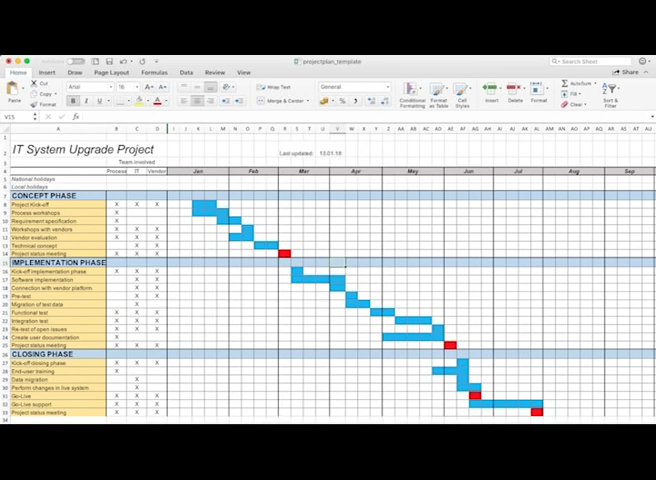 projectplan_template
Search Sheet
Home Insert Draw Page Layout Formulas Data Review View
Share
Paste Cut Copy Format
Arial 16
Wrap Text
Merge & Center
General
Conditional Formatting
Format as Table
Cell Styles
Insert Delete Format
AutoSum
Fill
Clear
Sort & Filter
V15
IT System Upgrade Project
Last updated: 13.01.18
Team involved
Process IT Vendor Jan Feb Mar Apr May Jun Jul Aug Sep
National holidays
Local holidays
CONCEPT PHASE
Project Kick-off X X X
Process workshops X
Requirement specification X
Workshops with vendors X X X
Vendor evaluation X X X
Technical concept X X
Project status meeting X X X
IMPLEMENTATION PHASE
Kick-off implementation phase X X X
Software implementation X X
Connection with vendor platform X X
Pre-test X X
Migration of test data X
Functional test X X X
Integration test X X X
Re-test of open issues X X X
Create user documentation X X
Project status meeting X X X
CLOSING PHASE
Kick-off closing phase X X X
End-user training X X
Data migration X
Perform changes in live system X X
Go-Live X X X
Go-Live support X X X
Project status meeting X X X